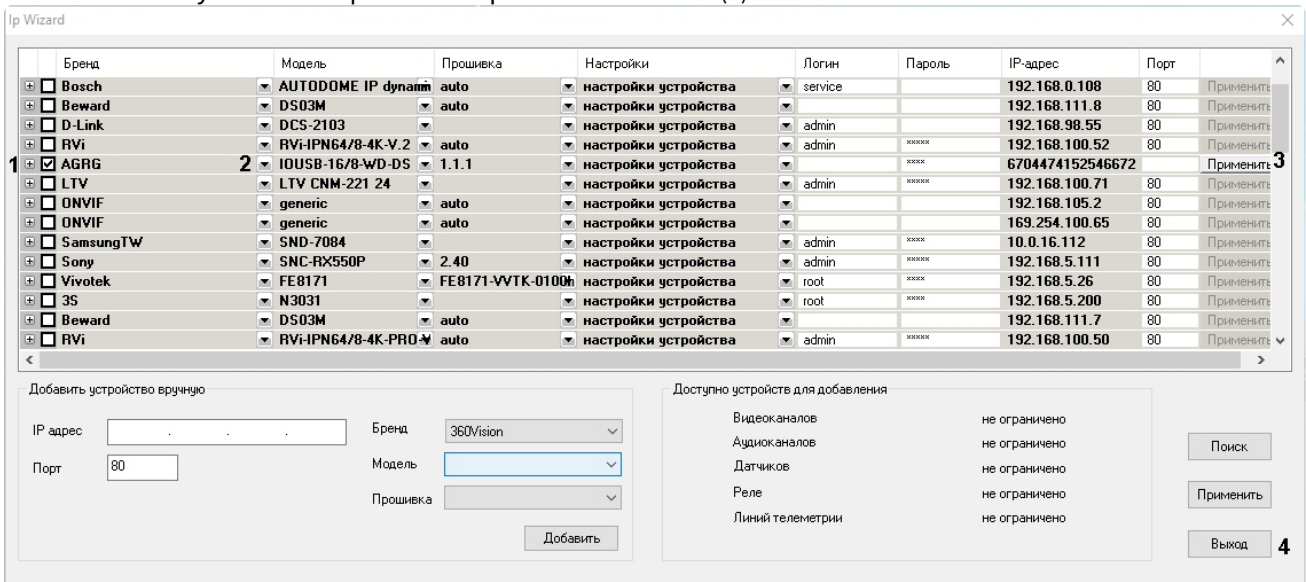 Ip Wizard
Бренд Модель Прошивка Настройки Логин Пароль IP-адрес Порт
Bosch AUTODOME IP dynamm auto настройки устройства service 192.168.0.108 80 Применить
Beward DS03M auto настройки устройства 192.168.111.8 80 Применить
D-Link DCS-2103 настройки устройства admin 192.168.98.55 80 Применить
RVi RVi-IPN64/8-4K-V.2 auto настройки устройства admin ***** 192.168.100.52 80 Применить
1 AGRG 2 IOUSB-16/8-WD-DS 1.1.1 настройки устройства **** 6704474152546672 Применить 3
LTV LTV CNM-221 24 настройки устройства admin ***** 192.168.100.71 80 Применить
ONVIF generic auto настройки устройства 192.168.105.2 80 Применить
ONVIF generic auto настройки устройства 169.254.100.65 80 Применить
SamsungTW SND-7084 настройки устройства admin **** 10.0.16.112 80 Применить
Sony SNC-RX550P 2.40 настройки устройства admin ***** 192.168.5.111 80 Применить
Vivotek FE8171 FE8171-VVTK-0100h настройки устройства root **** 192.168.5.26 80 Применить
3S N3031 настройки устройства root **** 192.168.5.200 80 Применить
Beward DS03M auto настройки устройства 192.168.111.7 80 Применить
RVi RVi-IPN64/8-4K-PRO-V auto настройки устройства admin ***** 192.168.100.50 80 Применить
Добавить устройство вручную
IP адрес . . .
Порт 80
Бренд 360Vision
Модель
Прошивка
Добавить
Доступно устройств для добавления
Видеоканалов не ограничено
Аудиоканалов не ограничено
Датчиков не ограничено
Реле не ограничено
Линий телеметрии не ограничено
Поиск
Применить
Выход 4